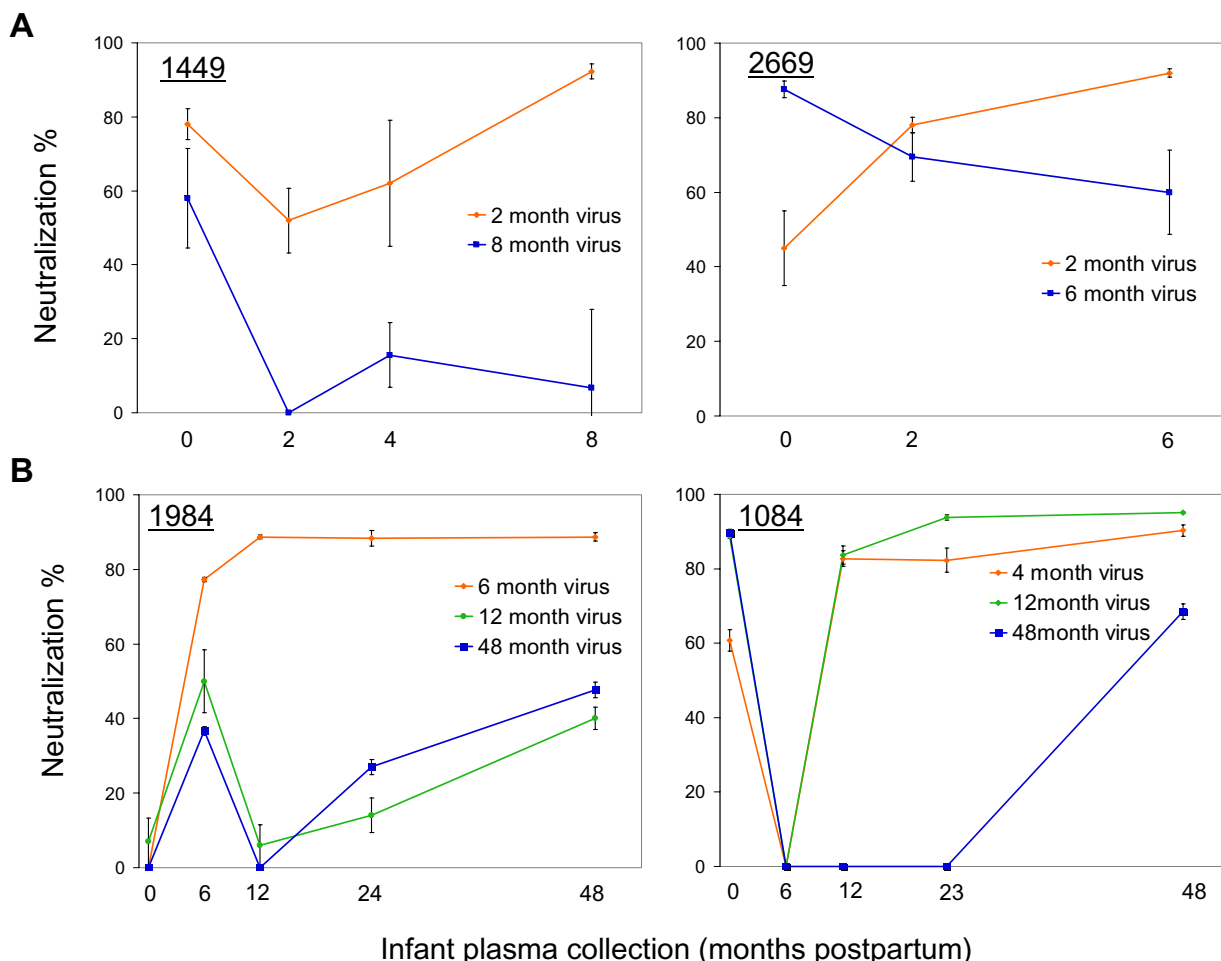 A
1449
2669
Neutralization %
100
80
60
40
20
0
0 2 4 8
2 month virus
8 month virus
100
80
60
40
20
0
0 2 6
2 month virus
6 month virus
B
1984
1084
Neutralization %
100
80
60
40
20
0
0 6 12 24 48
6 month virus
12 month virus
48 month virus
100
80
60
40
20
0
0 6 12 23 48
4 month virus
12month virus
48month virus
Infant plasma collection (months postpartum)